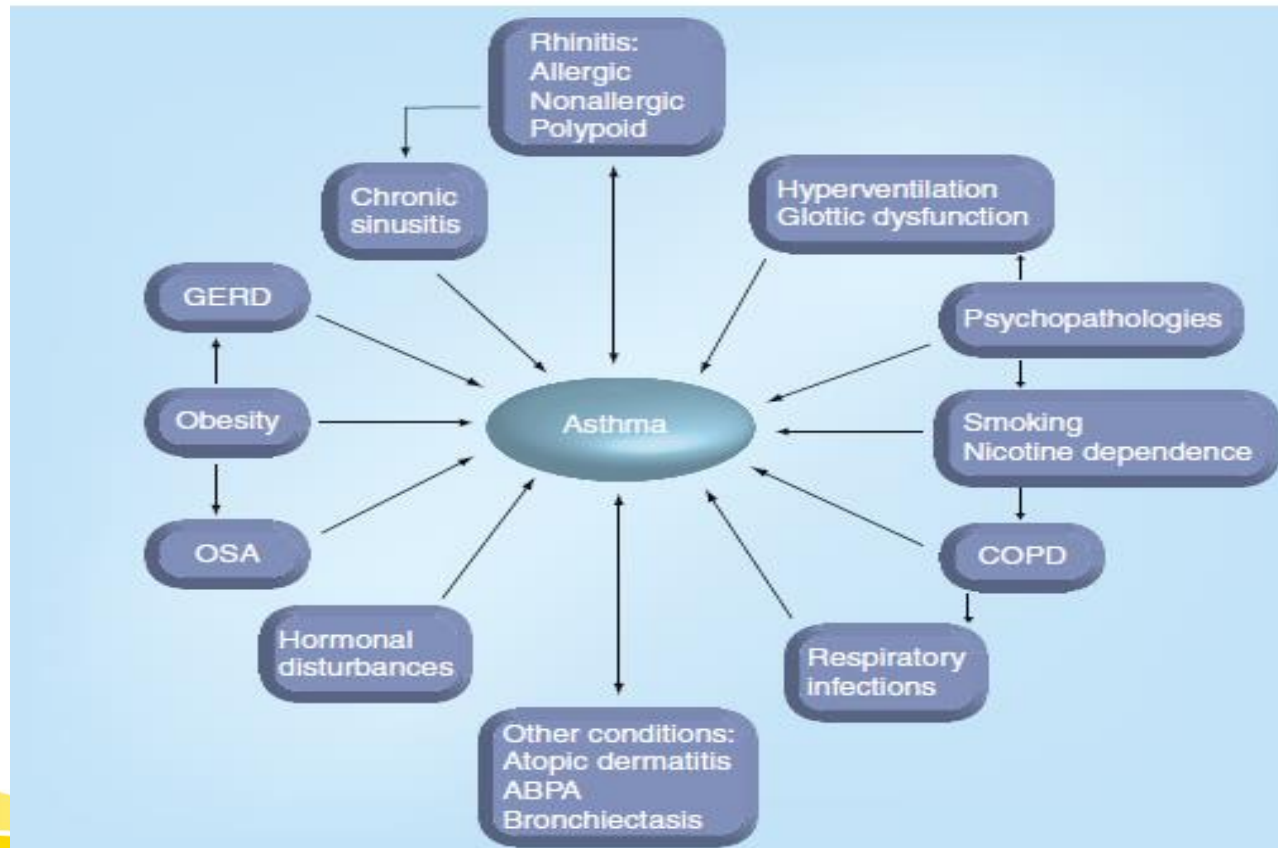 Rhinitis:
Allergic
Nonallergic
Polypoid
Chronic
sinusitis
Hyperventilation
Glottic dysfunction
GERD
Psychopathologies
Obesity
Asthma
Smoking
Nicotine dependence
OSA
COPD
Hormonal
disturbances
Respiratory
infections
Other conditions:
Atopic dermatitis
ABPA
Bronchiectasis